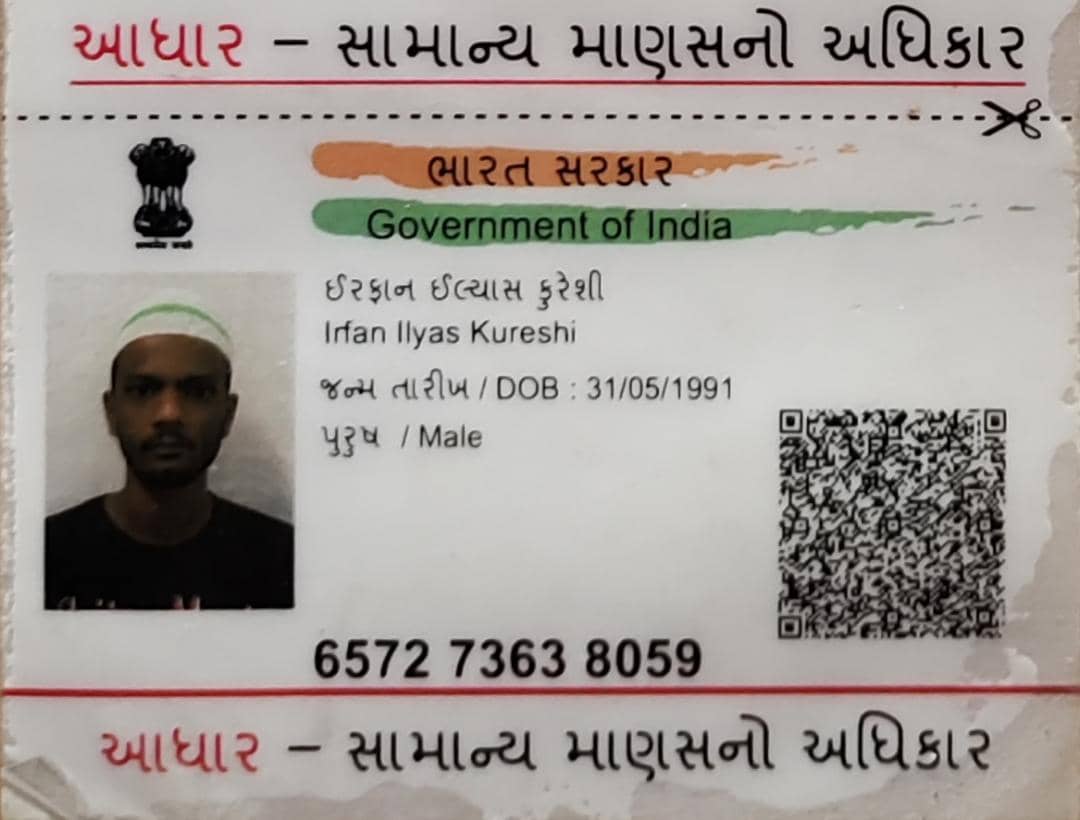 આધાર – સામાન્ય માણસનો અધિકાર
ભારત સરકાર
Government of India
ઈરફાન ઈલ્યાસ કુરેશી
Irfan Ilyas Kureshi
જન્મ તારીખ / DOB : 31/05/1991
પુરુષ / Male
6572 7363 8059
આધાર – સામાન્ય માણસનો અધિકાર